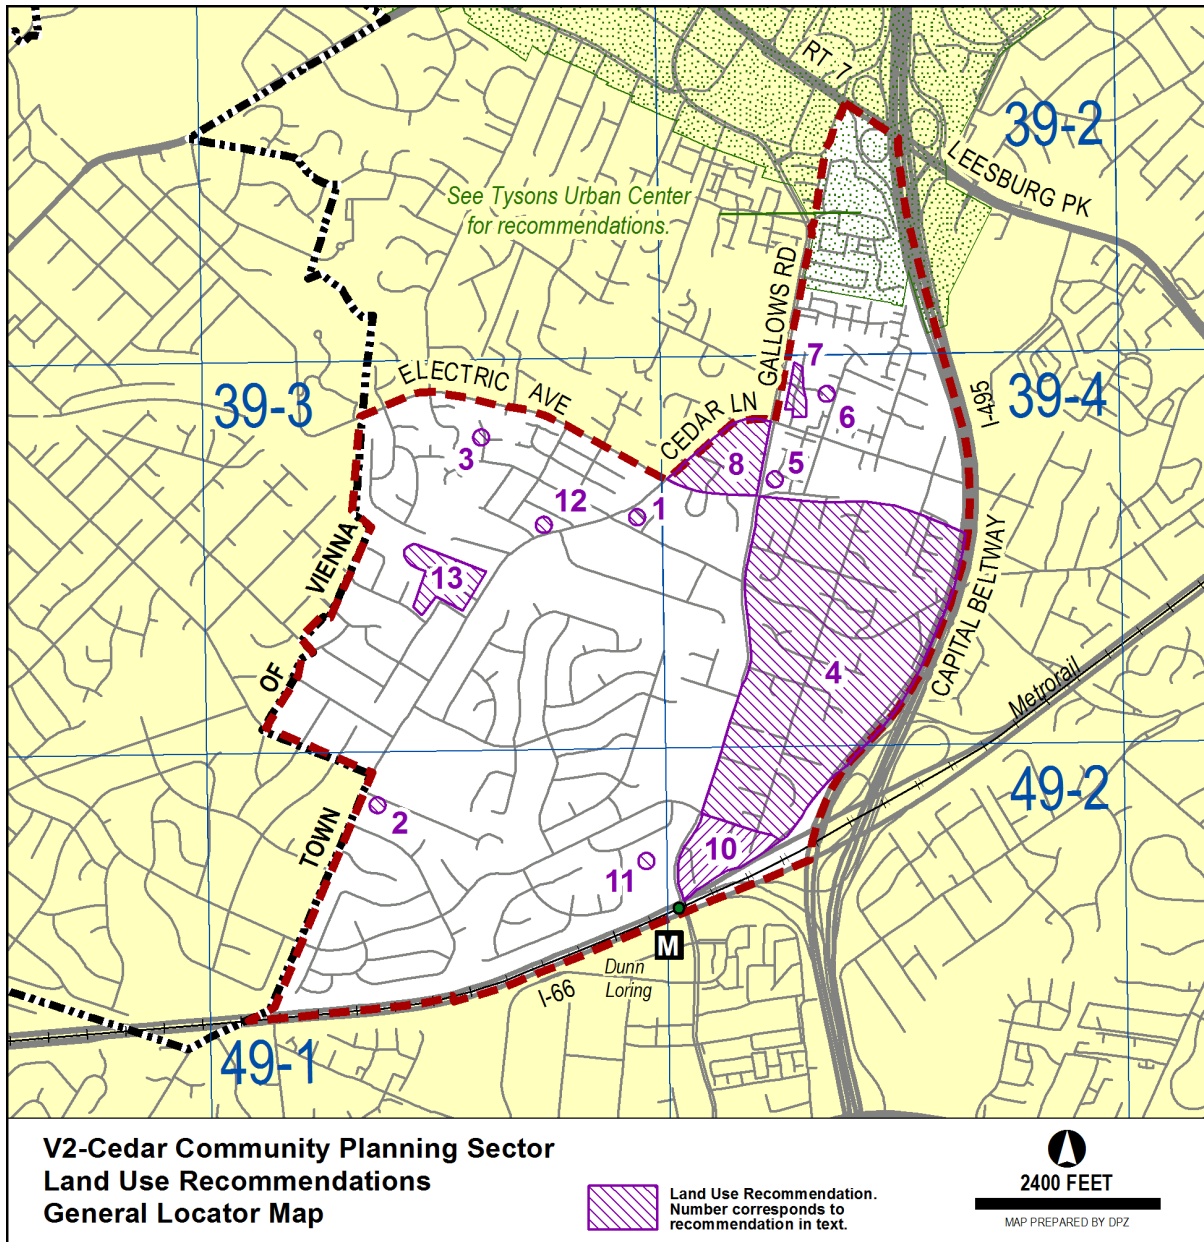 RT 7
39-2
LEESBURG PK
See Tysons Urban Center
for recommendations.
GALLOWS RD
39-3
ELECTRIC AVE
CEDAR LN
7
6
I-495
39-4
3
8
5
12
1
VIENNA
13
OF
4
CAPITAL BELTWAY
Metrorail
49-2
TOWN
2
10
11
M
Dunn
Loring
I-66
49-1
V2-Cedar Community Planning Sector
Land Use Recommendations
General Locator Map
Land Use Recommendation.
Number corresponds to
recommendation in text.
2400 FEET
MAP PREPARED BY DPZ